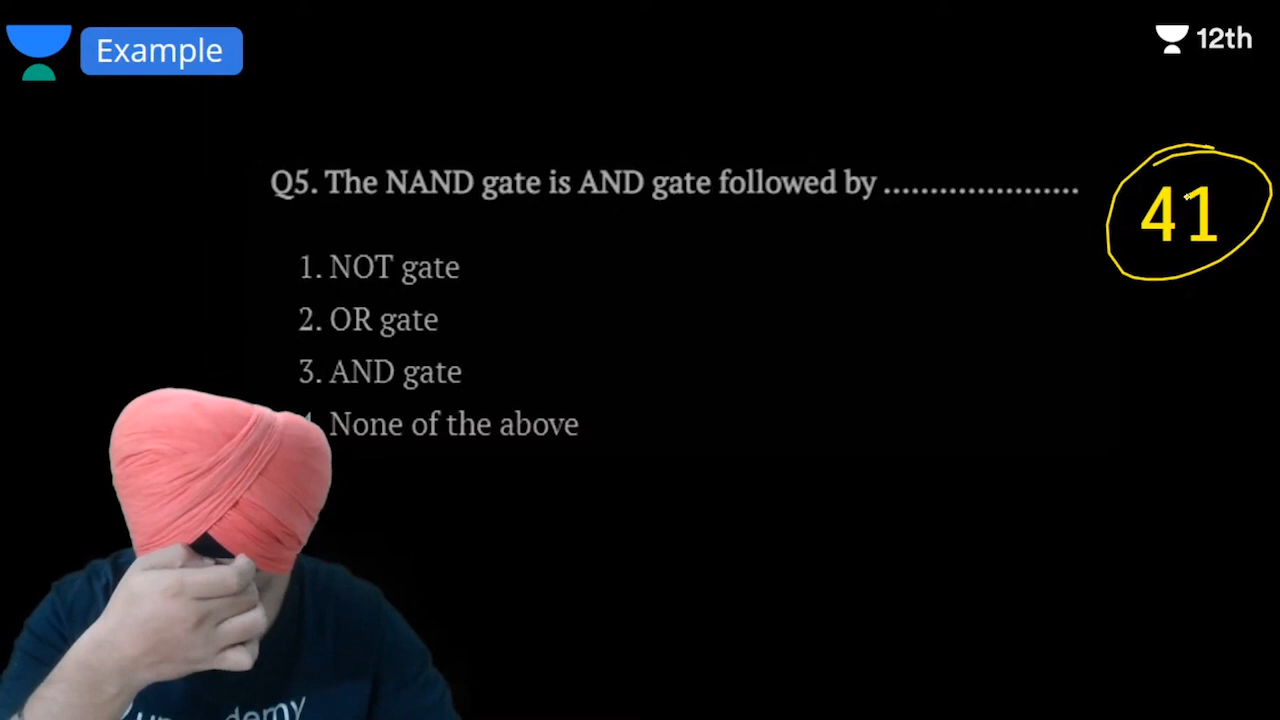 Example
12th
Q5. The NAND gate is AND gate followed by .....................
41
1. NOT gate
2. OR gate
3. AND gate
None of the above